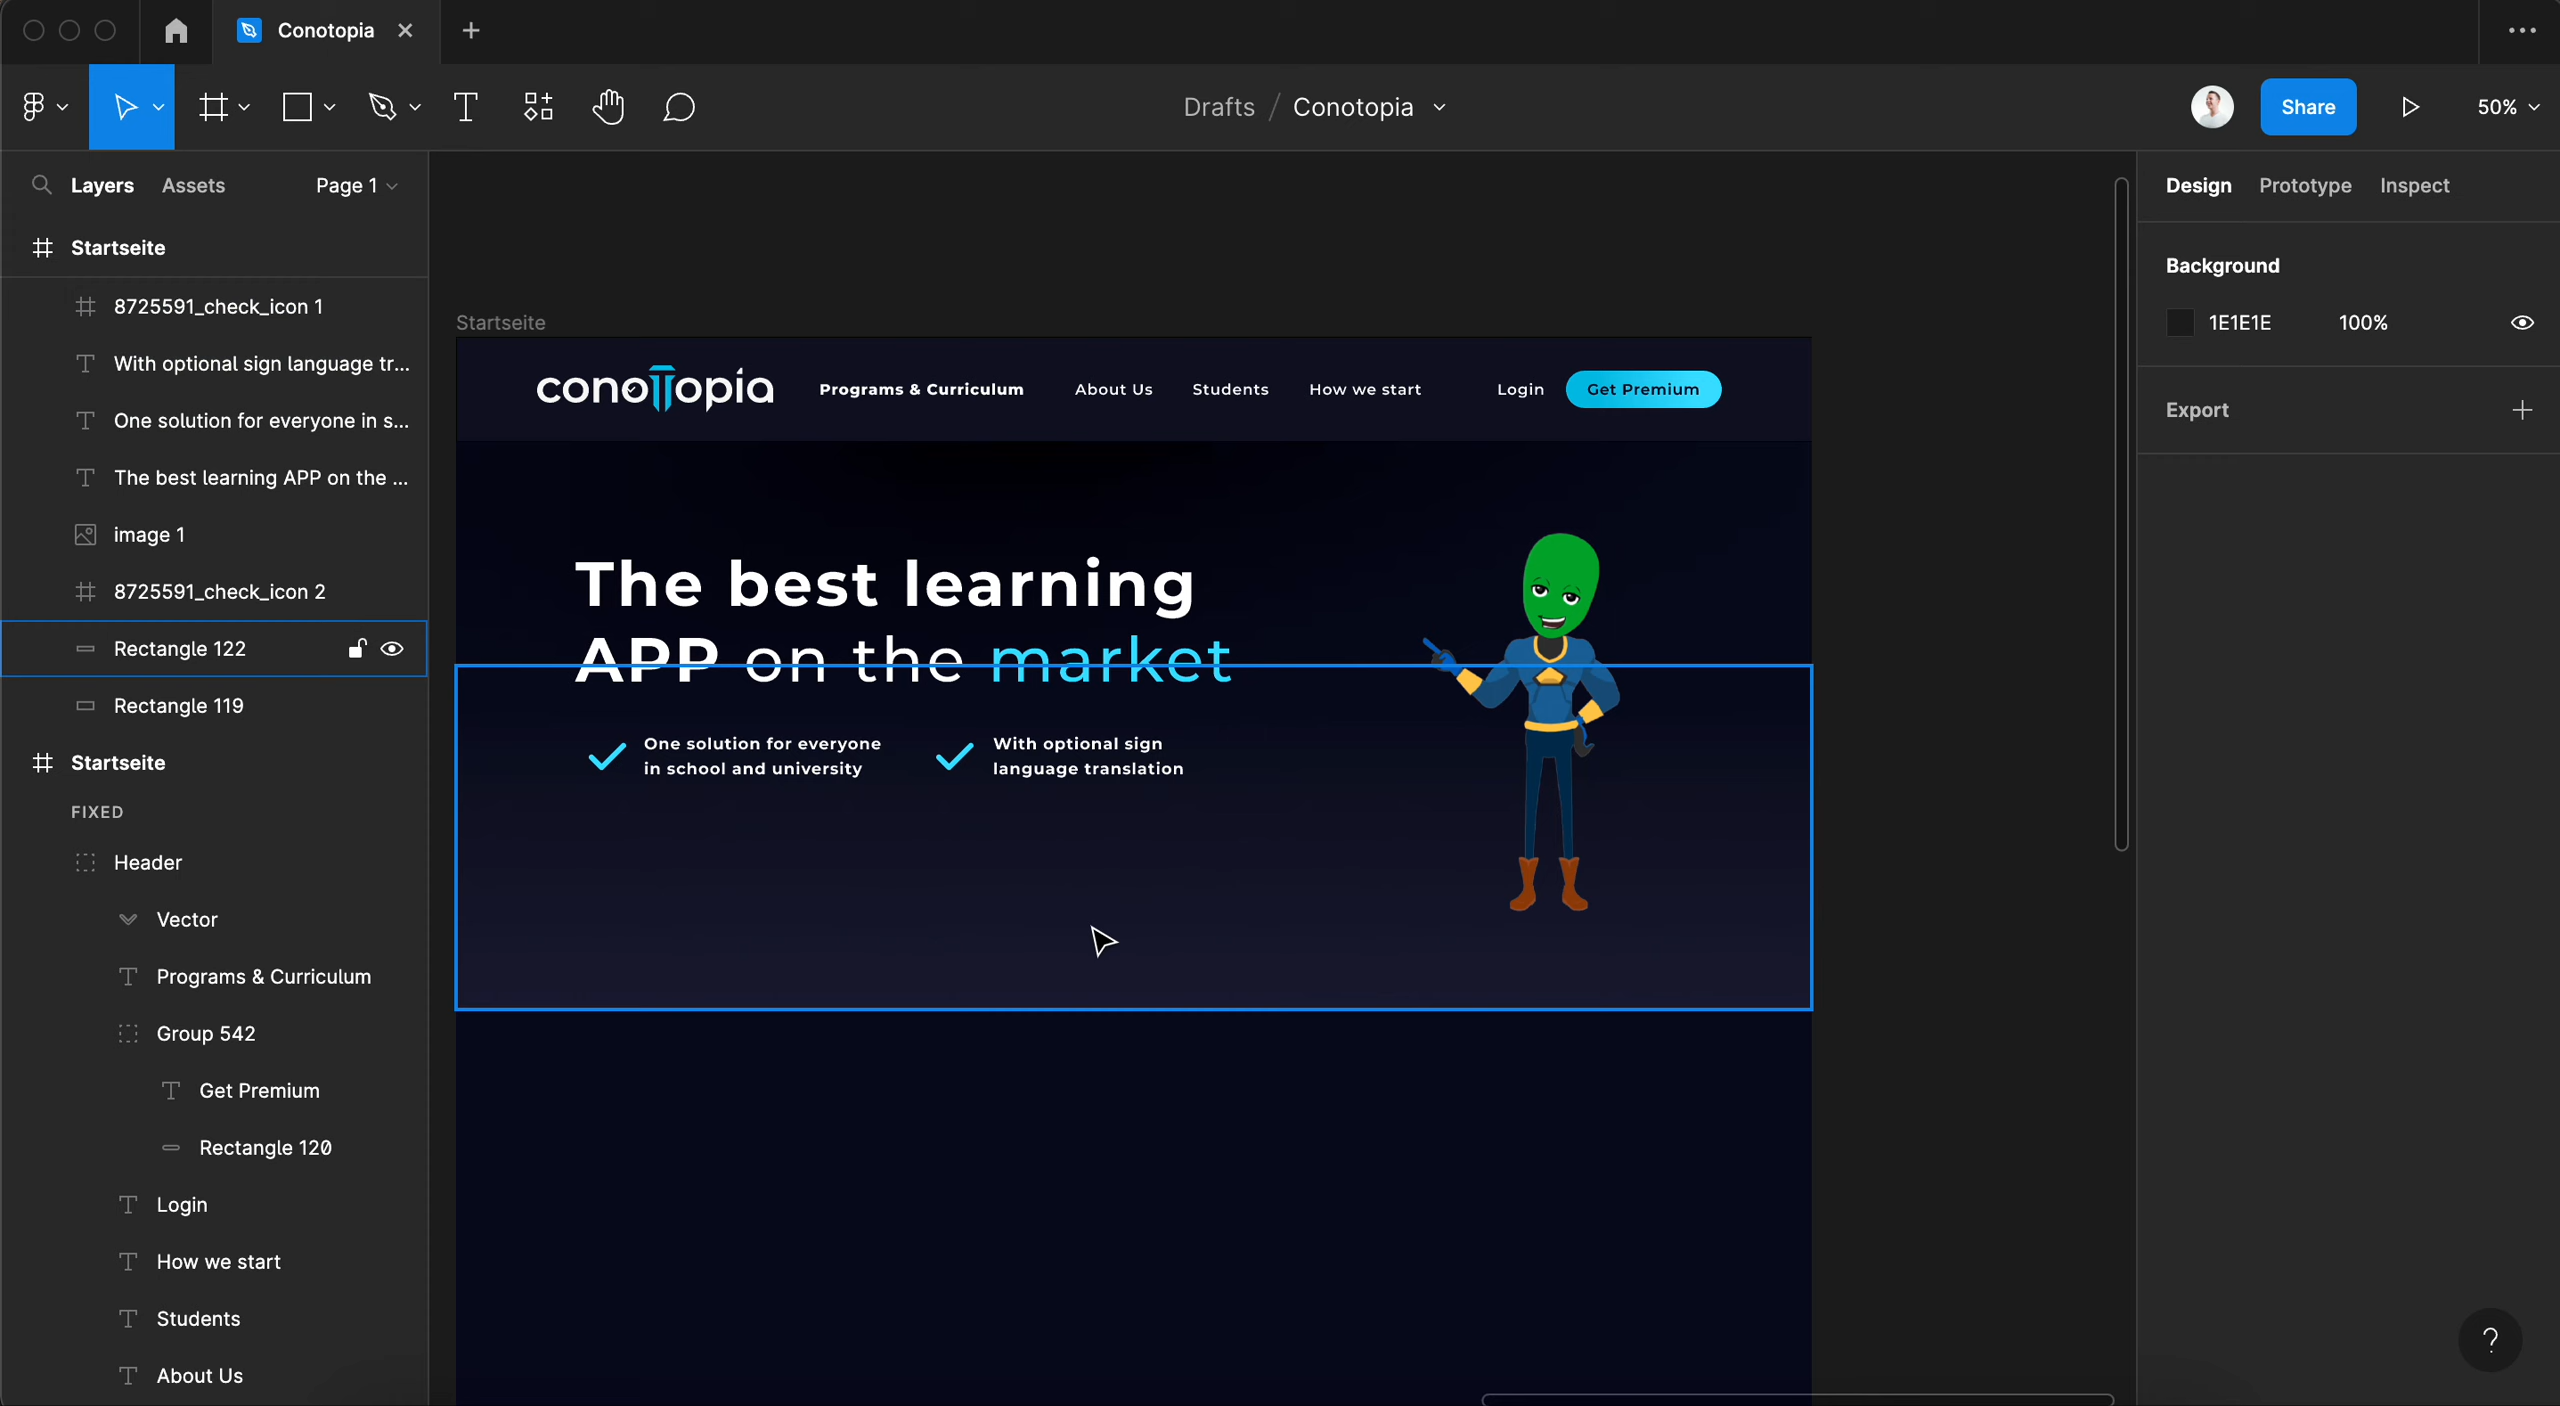 Conotopia
Drafts / Conotopia
Share
50%
Layers
Assets
Page 1
Startseite
8725591_check_icon 1
With optional sign language tr...
One solution for everyone in s...
The best learning APP on the ...
image 1
8725591_check_icon 2
Rectangle 122
Rectangle 119
Startseite
FIXED
Header
Vector
Programs & Curriculum
Group 542
Get Premium
Rectangle 120
Login
How we start
Students
About Us
Startseite
conotopia
Programs & Curriculum
About Us
Students
How we start
Login
Get Premium
The best learning
APP on the market
One solution for everyone
in school and university
With optional sign
language translation
Design
Prototype
Inspect
Background
1E1E1E
100%
Export
?